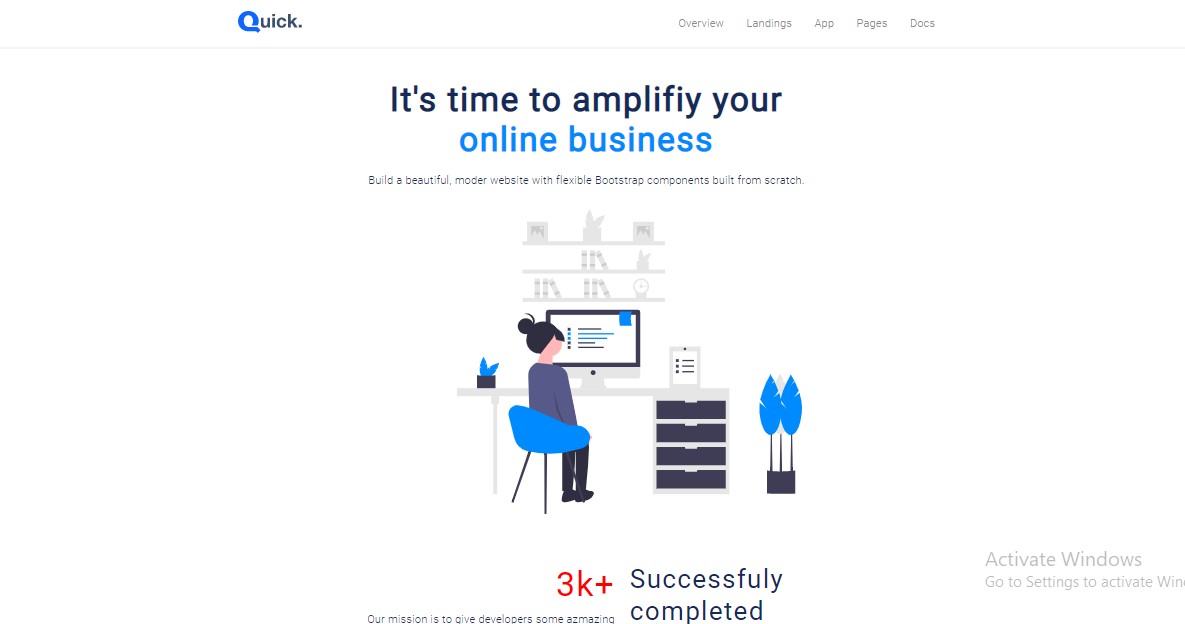 Quick.
Overview Landings App Pages Docs
It's time to amplifiy your
online business
Build a beautiful, moder website with flexible Bootstrap components built from scratch.
3k+
Our mission is to give developers some azmazing
Successfuly
completed
Activate Windows
Go to Settings to activate Win